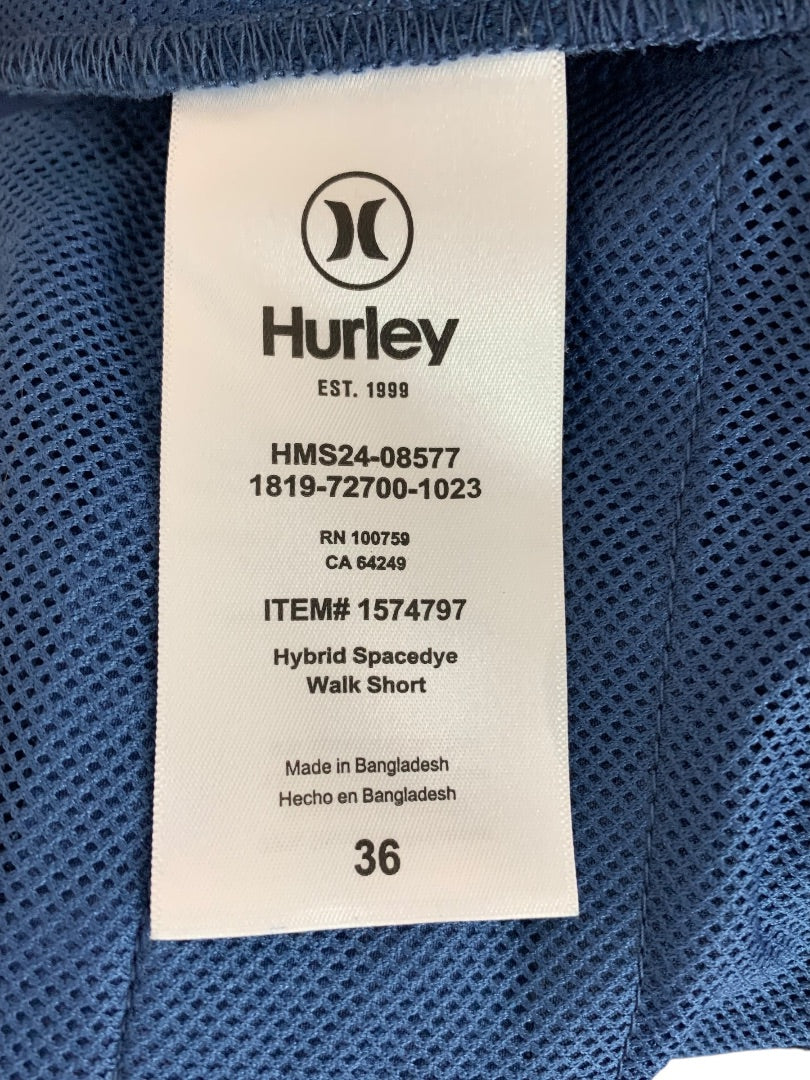 Hurley
EST. 1999
HMS24-08577
1819-72700-1023
RN 100759
CA 64249
ITEM# 1574797
Hybrid Spacedye
Walk Short
Made in Bangladesh
Hecho en Bangladesh
36